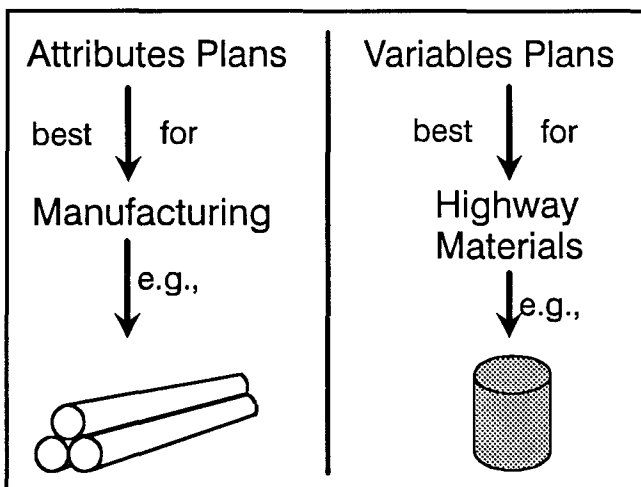 Attributes Plans
best for
Manufacturing
e.g.,
Variables Plans
best for
Highway
Materials
e.g.,